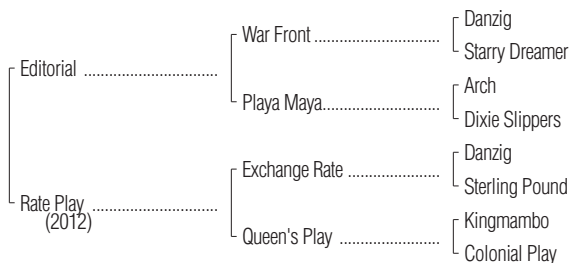 Danzig
War Front
Starry Dreamer
Editorial
Arch
Playa Maya
Dixie Slippers
Danzig
Exchange Rate
Sterling Pound
Rate Play
(2012)
Kingmambo
Queen's Play
Colonial Play